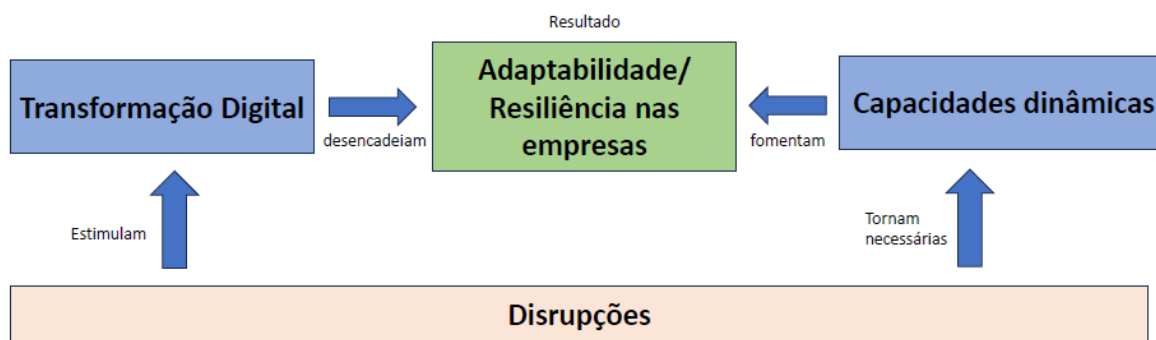 Resultado
Transformação Digital
desencadeiam
Adaptabilidade/
Resiliência nas
empresas
fomentam
Capacidades dinâmicas
Estimulam
Tornam
necessárias
Disrupções